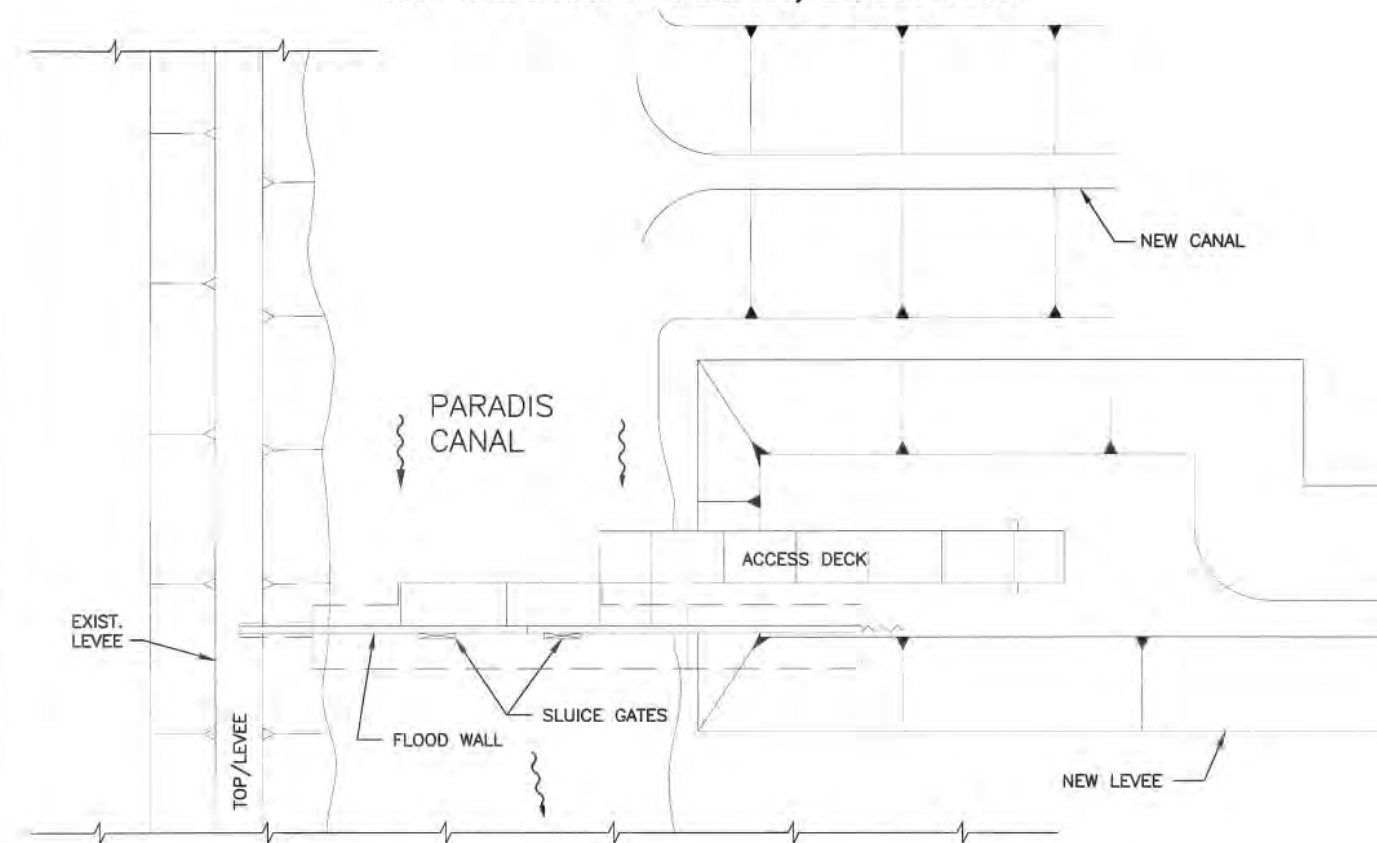 NEW CANAL
PARADIS
CANAL
ACCESS DECK
EXIST.
LEVEE
SLUICE GATES
FLOOD WALL
TOP/LEVEE
NEW LEVEE